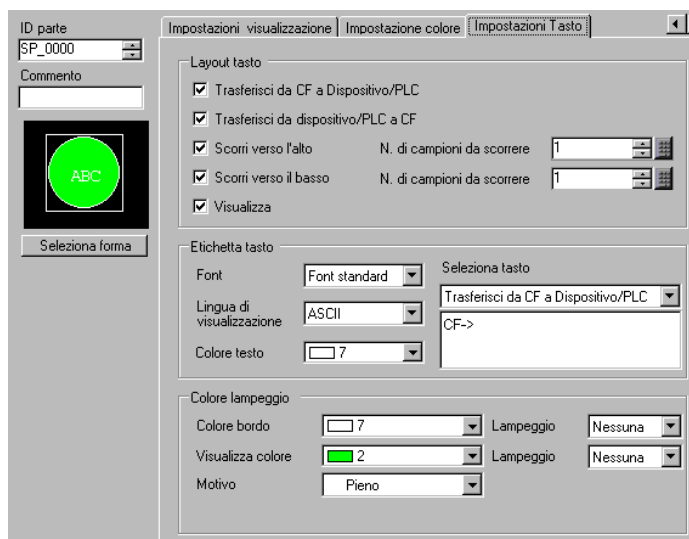 ID parte
SP_0000
Commento
ABC
Seleziona forma
Impostazioni visualizzazione
Impostazione colore
Impostazioni Tasto
Layout tasto
Trasferisci da CF a Dispositivo/PLC
Trasferisci da dispositivo/PLC a CF
Scorri verso l'alto N. di campioni da scorrere 1
Scorri verso il basso N. di campioni da scorrere 1
Visualizza
Etichetta tasto
Font Font standard
Lingua di
visualizzazione ASCII
Colore testo 7
Seleziona tasto
Trasferisci da CF a Dispositivo/PLC
CF->
Colore lampeggio
Colore bordo 7 Lampeggio Nessuna
Visualizza colore 2 Lampeggio Nessuna
Motivo Pieno